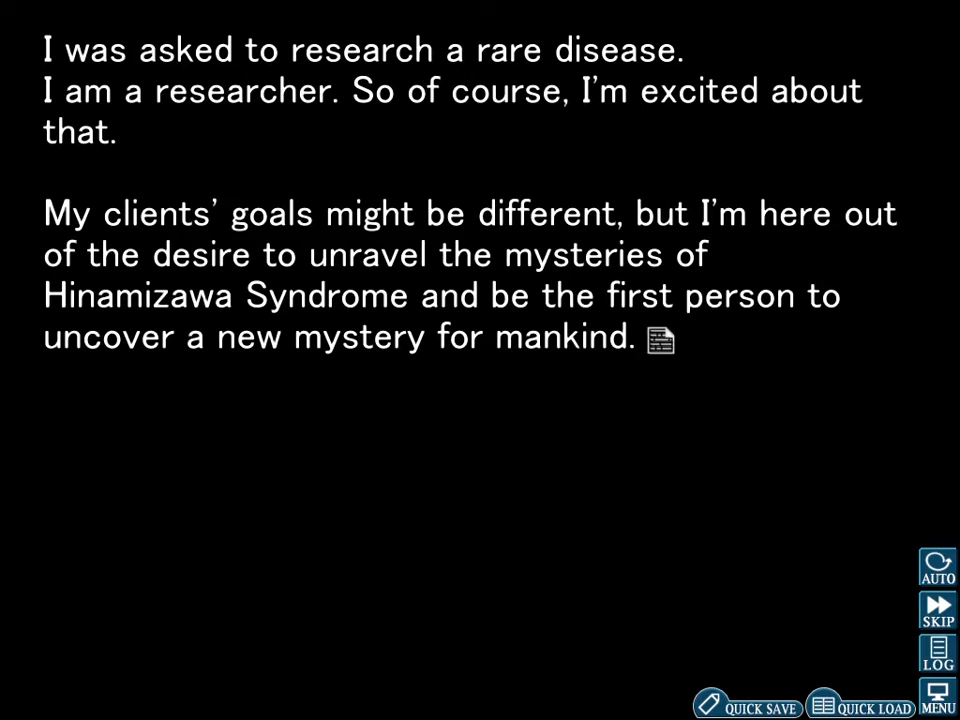 I was asked to research a rare disease.
I am a researcher. So of course, I'm excited about
that.
My clients' goals might be different, but I'm here out
of the desire to unravel the mysteries of
Hinamizawa Syndrome and be the first person to
uncover a new mystery for mankind.
AUTO
SKIP
LOG
QUICK SAVE QUICK LOAD MENU